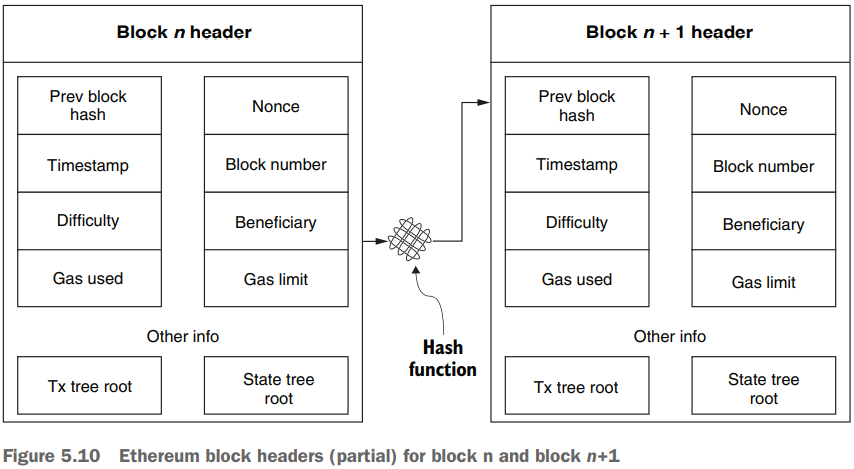 Block n header
Prev block
hash
Nonce
Timestamp
Block number
Difficulty
Beneficiary
Gas used
Gas limit
Other info
Tx tree root
State tree
root
Hash
function
Block n + 1 header
Prev block
hash
Nonce
Timestamp
Block number
Difficulty
Beneficiary
Gas used
Gas limit
Other info
Tx tree root
State tree
root
Figure 5.10 Ethereum block headers (partial) for block n and block n+1